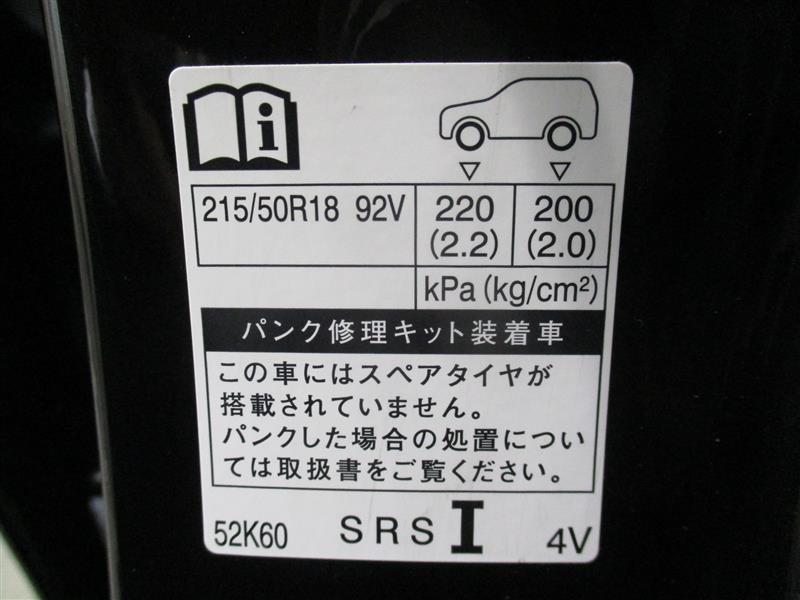 i
215/50R18 92V 220 200
(2.2) (2.0)
kPa (kg/cm²)
パンク修理キット装着車
この車にはスペアタイヤが
搭載されていません。
パンクした場合の処置につい
ては取扱書をご覧ください。
52K60 SRS I 4V